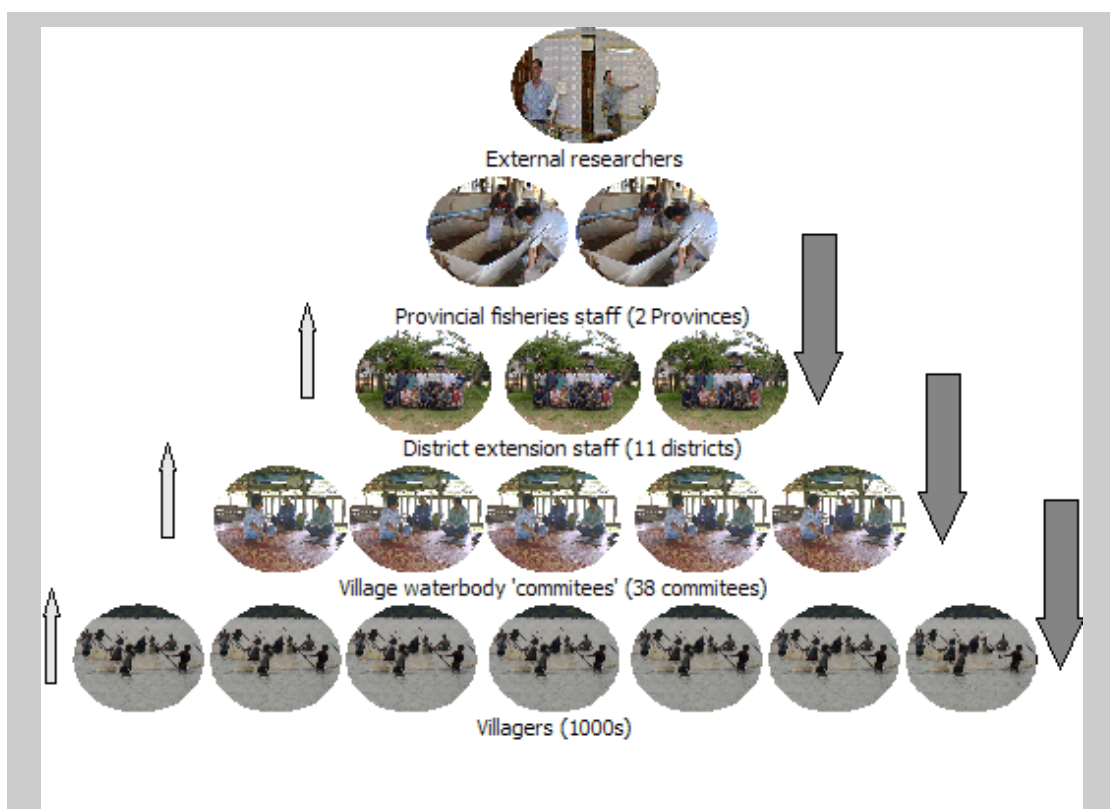 External researchers
Provincial fisheries staff (2 Provinces)
District extension staff (11 districts)
Village waterbody 'commitees' (38 commitees)
Villagers (1000s)